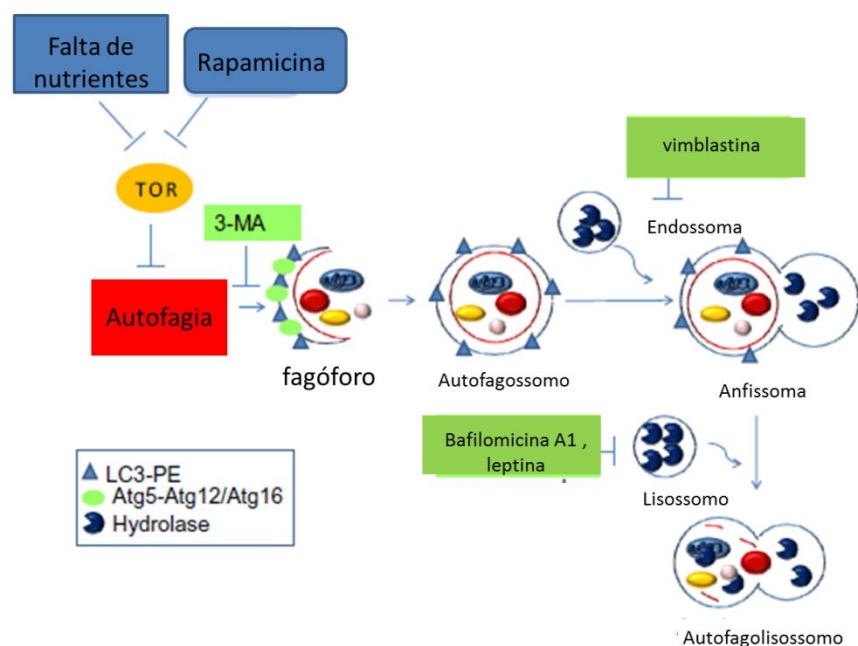 Falta de
nutrientes
Rapamicina
TOR
3-MA
Autofagia
vimblastina
Endossoma
fagóforo
Autofagossomo
Anfissoma
Bafilomicina A1 ,
leptina
Lisossomo
LC3-PE
Atg5-Atg12/Atg16
Hydrolase
Autofagolisossomo